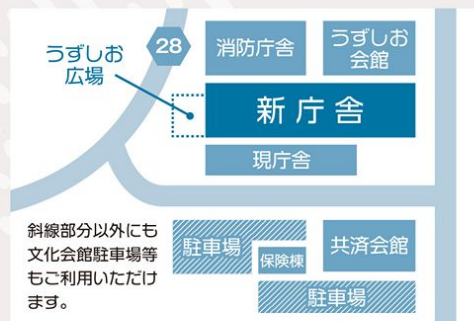 うずしお
広場
28
消防庁舎
うずしお
会館
新庁舎
現庁舎
斜線部分以外にも
文化会館駐車場等
もご利用いただけ
ます。
駐車場
保険棟
共済会館
駐車場